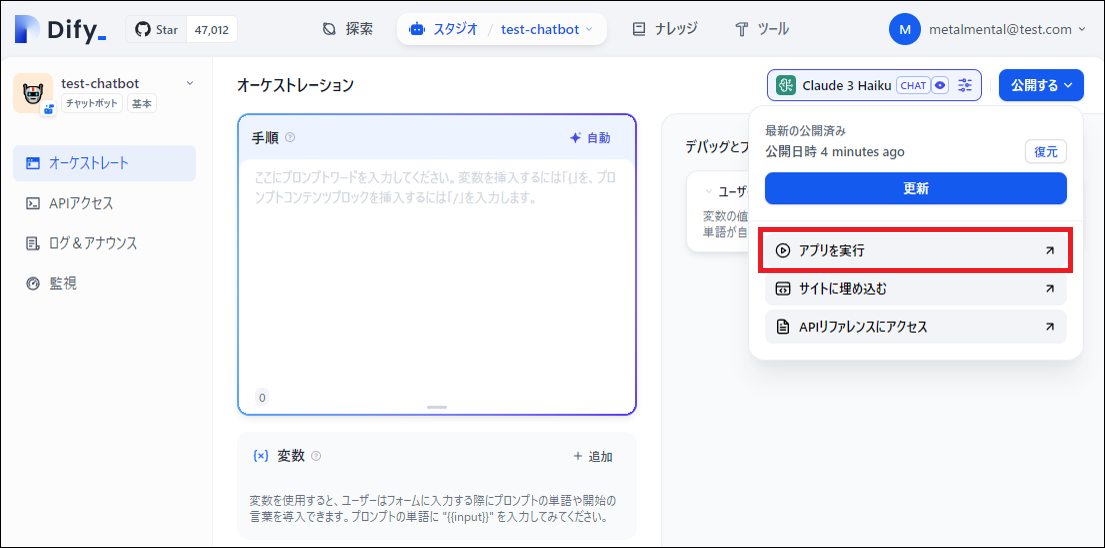 Dify_
Star 47,012
探索
スタジオ / test-chatbot
ナレッジ
ツール
M metalmental@test.com
test-chatbot
チャットボット 基本
オーケストレート
APIアクセス
ログ＆アナウンス
監視
オーケストレーション
Claude 3 Haiku CHAT
公開する
手順
自動
ここにプロンプトワードを入力してください。変数を挿入するには「{」を、プロ
ンプトコンテンツブロックを挿入するには「/」を入力します。
0
{x} 変数
+ 追加
変数を使用すると、ユーザーはフォームに入力する際にプロンプトの単語や開始の
言葉を導入できます。プロンプトの単語に "{{input}}" を入力してみてください。
デバッグとフ
ユーザー
変数の値
単語が自
最新の公開済み
公開日時 4 minutes ago
復元
更新
アプリを実行
サイトに埋め込む
APIリファレンスにアクセス